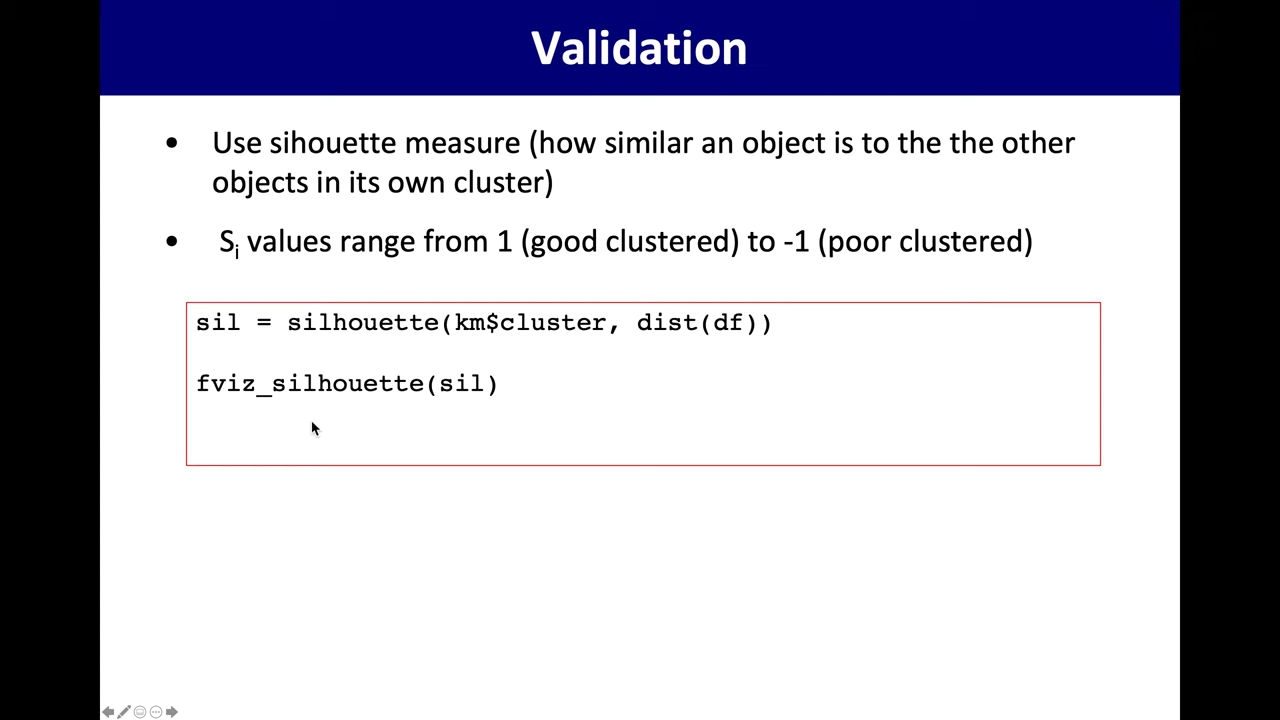 Validation
• Use sihouette measure (how similar an object is to the the other
objects in its own cluster)
• Si values range from 1 (good clustered) to -1 (poor clustered)
sil = silhouette(km$cluster, dist(df))
fviz_silhouette(sil)